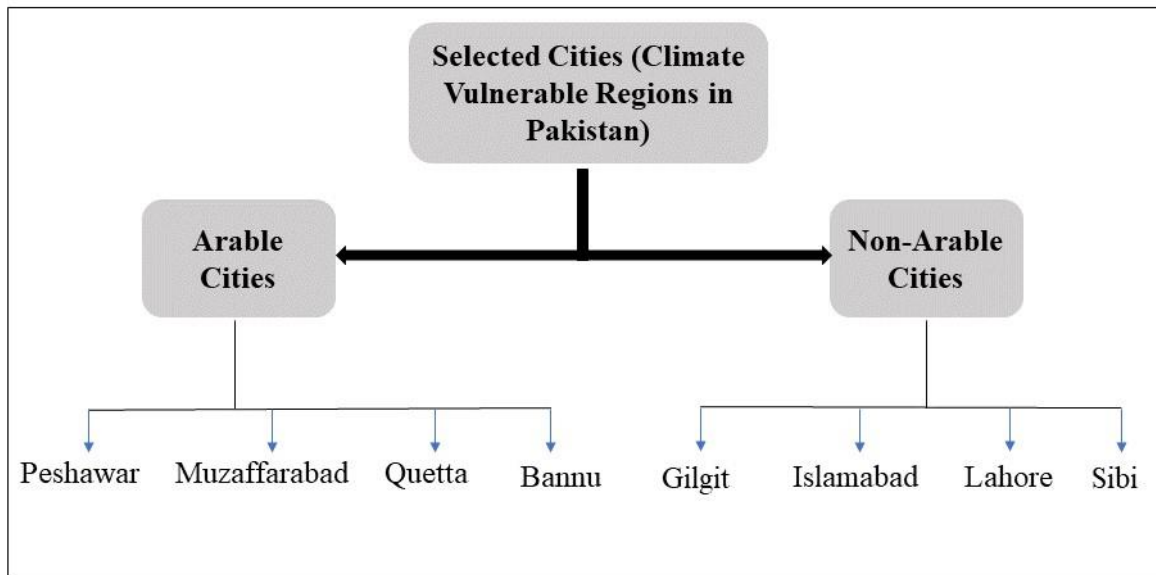 Selected Cities (Climate
Vulnerable Regions in
Pakistan)
Arable
Cities
Non-Arable
Cities
Peshawar
Muzaffarabad
Quetta
Bannu
Gilgit
Islamabad
Lahore
Sibi